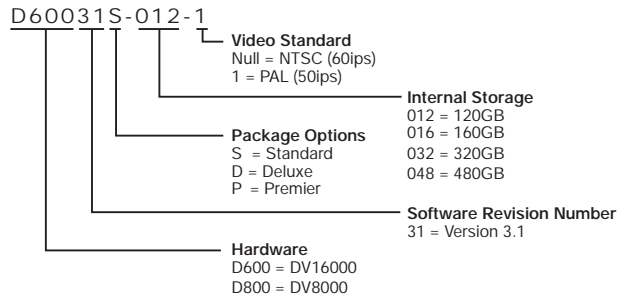 D60031S-012-1
Video Standard
Null = NTSC (60ips)
1 = PAL (50ips)
Internal Storage
012 = 120GB
016 = 160GB
032 = 320GB
048 = 480GB
Package Options
S = Standard
D = Deluxe
P = Premier
Software Revision Number
31 = Version 3.1
Hardware
D600 = DV16000
D800 = DV8000